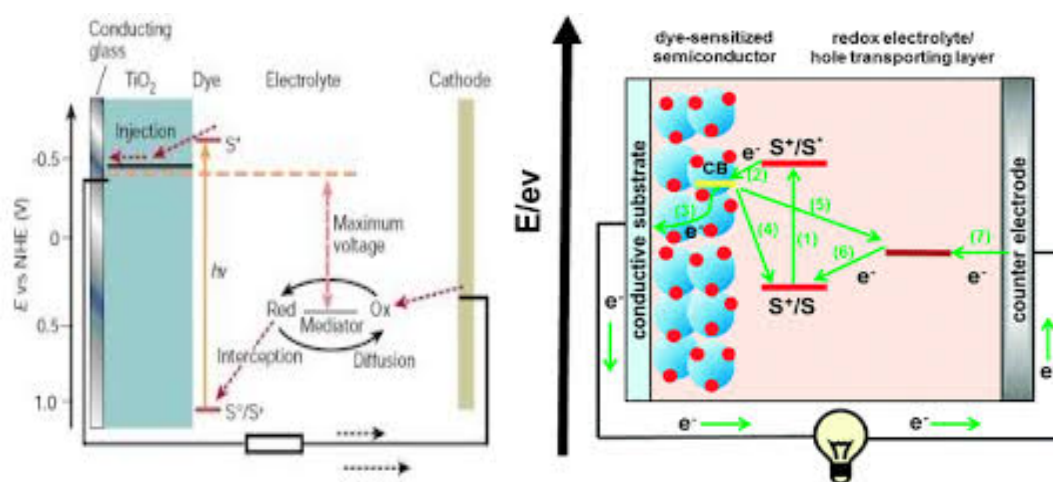 Conducting
glass
TiO₂
Dye
Electrolyte
Cathode
Injection
S*
-0.5
0
0.5
1.0
E vs NHE (V)
hν
Maximum
voltage
Red
Ox
Mediator
Interception
Diffusion
E/ev
dye-sensitized
semiconductor
redox electrolyte/
hole transporting layer
conductive substrate
counter electrode
S⁺/S*
e⁻
CB
(2)
(3)
e⁻
(4)
(1)
(5)
(6)
(7)
e⁻
e⁻
S⁺/S
e⁻
e⁻
e⁻
e⁻